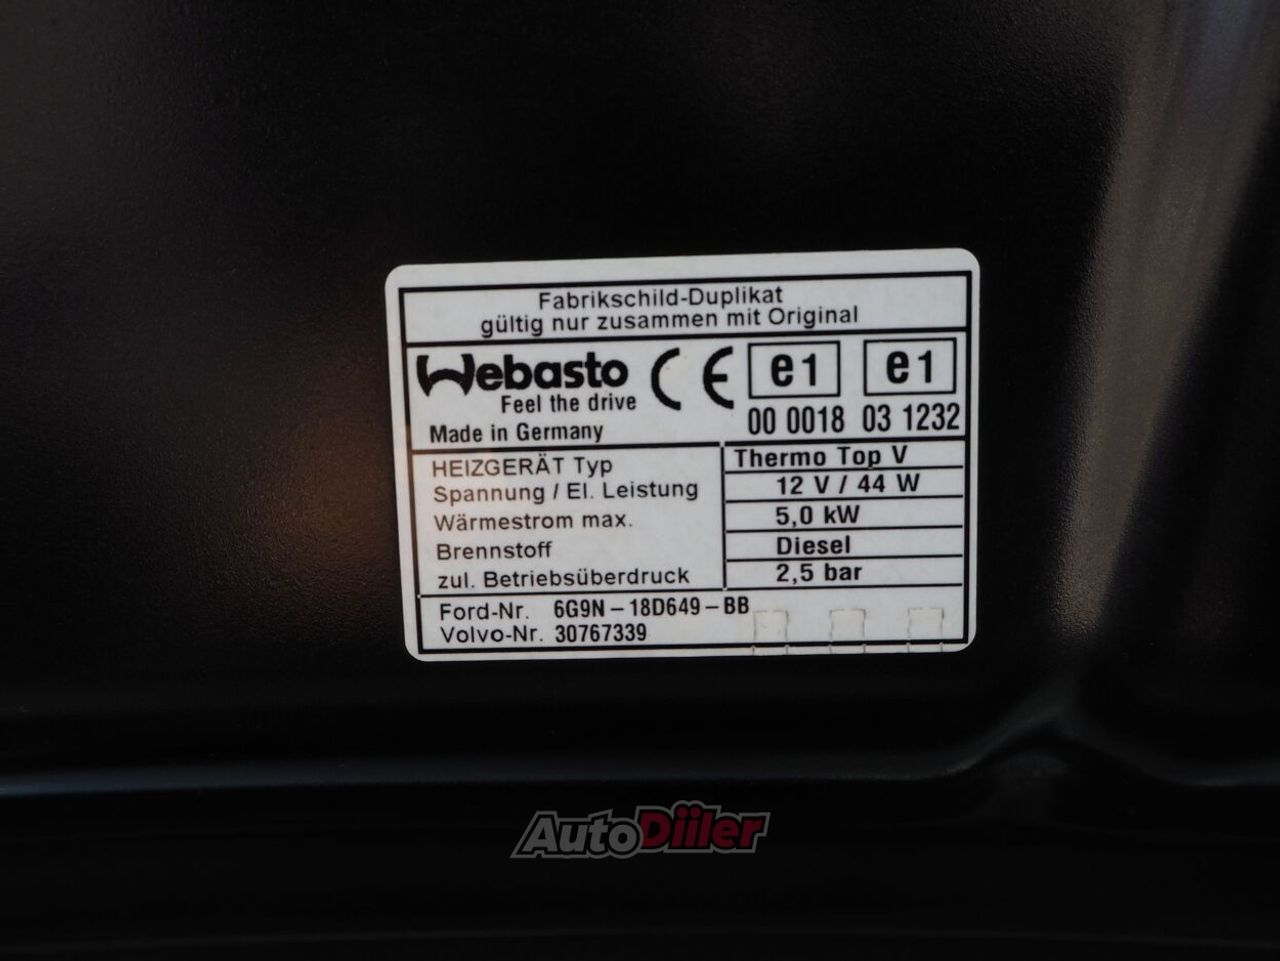 Fabrikschild-Duplikat
gültig nur zusammen mit Original
Webasto CE e1 e1
Feel the drive
00 0018 03 1232
Made in Germany
HEIZGERÄT Typ Thermo Top V
Spannung / El. Leistung 12 V / 44 W
Wärmestrom max. 5,0 kW
Brennstoff Diesel
zul. Betriebsüberdruck 2,5 bar
Ford-Nr. 6G9N-18D649-BB
Volvo-Nr. 30767339
AutoDiiler